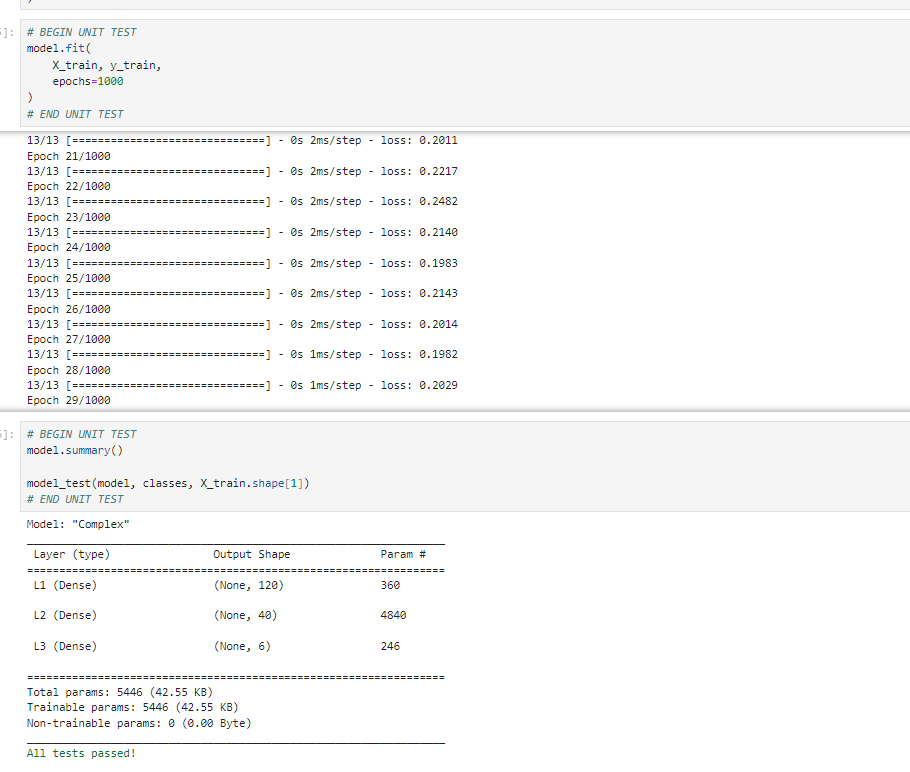 5]:
# BEGIN UNIT TEST
model.fit(
    X_train, y_train,
    epochs=1000
)
# END UNIT TEST
13/13 [==============================] - 0s 2ms/step - loss: 0.2011
Epoch 21/1000
13/13 [==============================] - 0s 2ms/step - loss: 0.2217
Epoch 22/1000
13/13 [==============================] - 0s 2ms/step - loss: 0.2482
Epoch 23/1000
13/13 [==============================] - 0s 2ms/step - loss: 0.2140
Epoch 24/1000
13/13 [==============================] - 0s 2ms/step - loss: 0.1983
Epoch 25/1000
13/13 [==============================] - 0s 2ms/step - loss: 0.2143
Epoch 26/1000
13/13 [==============================] - 0s 2ms/step - loss: 0.2014
Epoch 27/1000
13/13 [==============================] - 0s 1ms/step - loss: 0.1982
Epoch 28/1000
13/13 [==============================] - 0s 1ms/step - loss: 0.2029
Epoch 29/1000
]:
# BEGIN UNIT TEST
model.summary()
model_test(model, classes, X_train.shape[1])
# END UNIT TEST
Model: "Complex"
_________________________________________________________________
Layer (type) Output Shape Param #
=================================================================
L1 (Dense) (None, 120) 360
L2 (Dense) (None, 40) 4840
L3 (Dense) (None, 6) 246
=================================================================
Total params: 5446 (42.55 KB)
Trainable params: 5446 (42.55 KB)
Non-trainable params: 0 (0.00 Byte)
_________________________________________________________________
All tests passed!